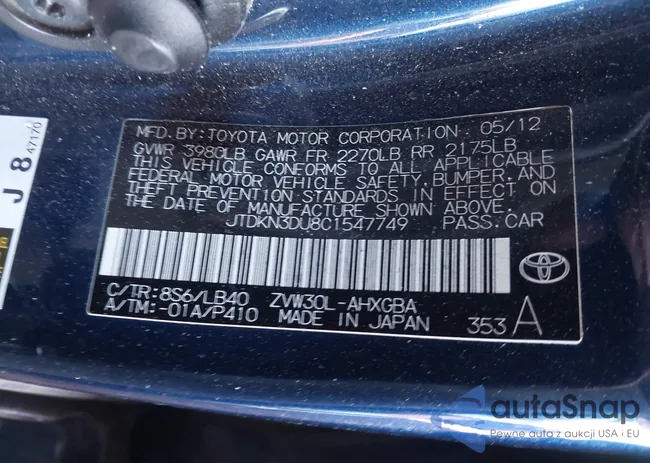 MFD. BY: TOYOTA MOTOR CORPORATION 05/12
GVWR 3980LB GAWR FR 2270LB RR 2175LB
THIS VEHICLE CONFORMS TO ALL APPLICABLE
FEDERAL MOTOR VEHICLE SAFETY, BUMPER, AND
THEFT PREVENTION STANDARDS IN EFFECT ON
THE DATE OF MANUFACTURE SHOWN ABOVE.
JTDKN3DU8C1547749 PASS. CAR
C/TR: 8S6/LB40 ZVW30L-AHXGBA
A/TM: -01A/P410 MADE IN JAPAN 353 A
J 8 47170
autoSnap
Pewne auta z aukcji USA i EU